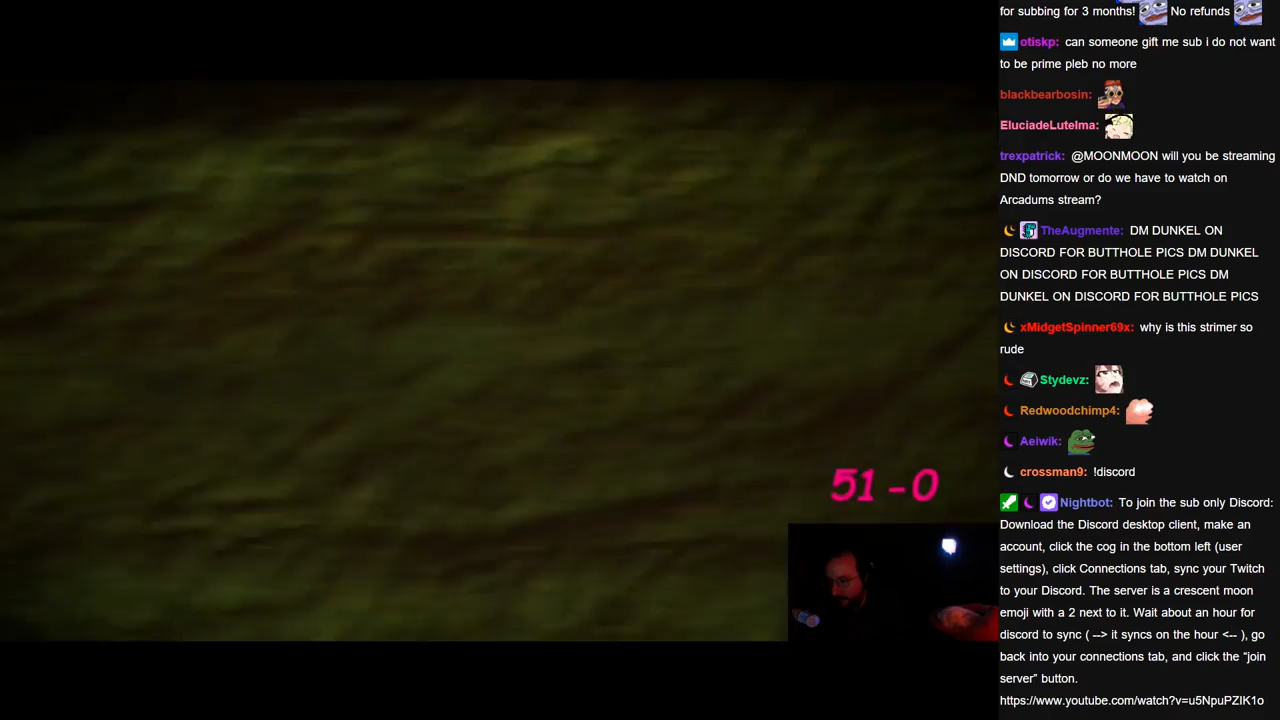 for subbing for 3 months! No refunds
otiskp: can someone gift me sub i do not want
to be prime pleb no more
blackbearbosin:
EluciadeLutelma:
trexpatrick: @MOONMOON will you be streaming
DND tomorrow or do we have to watch on
Arcadums stream?
TheAugmente: DM DUNKEL ON
DISCORD FOR BUTTHOLE PICS DM DUNKEL
ON DISCORD FOR BUTTHOLE PICS DM
DUNKEL ON DISCORD FOR BUTTHOLE PICS
xMidgetSpinner69x: why is this strimer so
rude
Stydevz:
Redwoodchimp4:
Aeiwik:
crossman9: !discord
51 - 0
Nightbot: To join the sub only Discord:
Download the Discord desktop client, make an
account, click the cog in the bottom left (user
settings), click Connections tab, sync your Twitch
to your Discord. The server is a crescent moon
emoji with a 2 next to it. Wait about an hour for
discord to sync ( --> it syncs on the hour <-- ), go
back into your connections tab, and click the “join
server” button.
https://www.youtube.com/watch?v=u5NpuPZIK1o